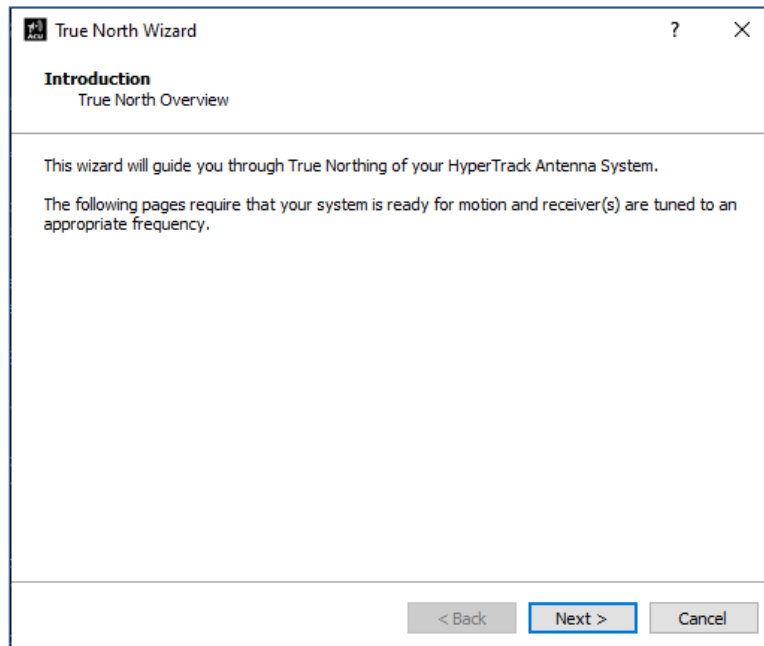 ACU True North Wizard ?
Introduction
True North Overview
This wizard will guide you through True Northing of your HyperTrack Antenna System.
The following pages require that your system is ready for motion and receiver(s) are tuned to an
appropriate frequency.
< Back Next > Cancel